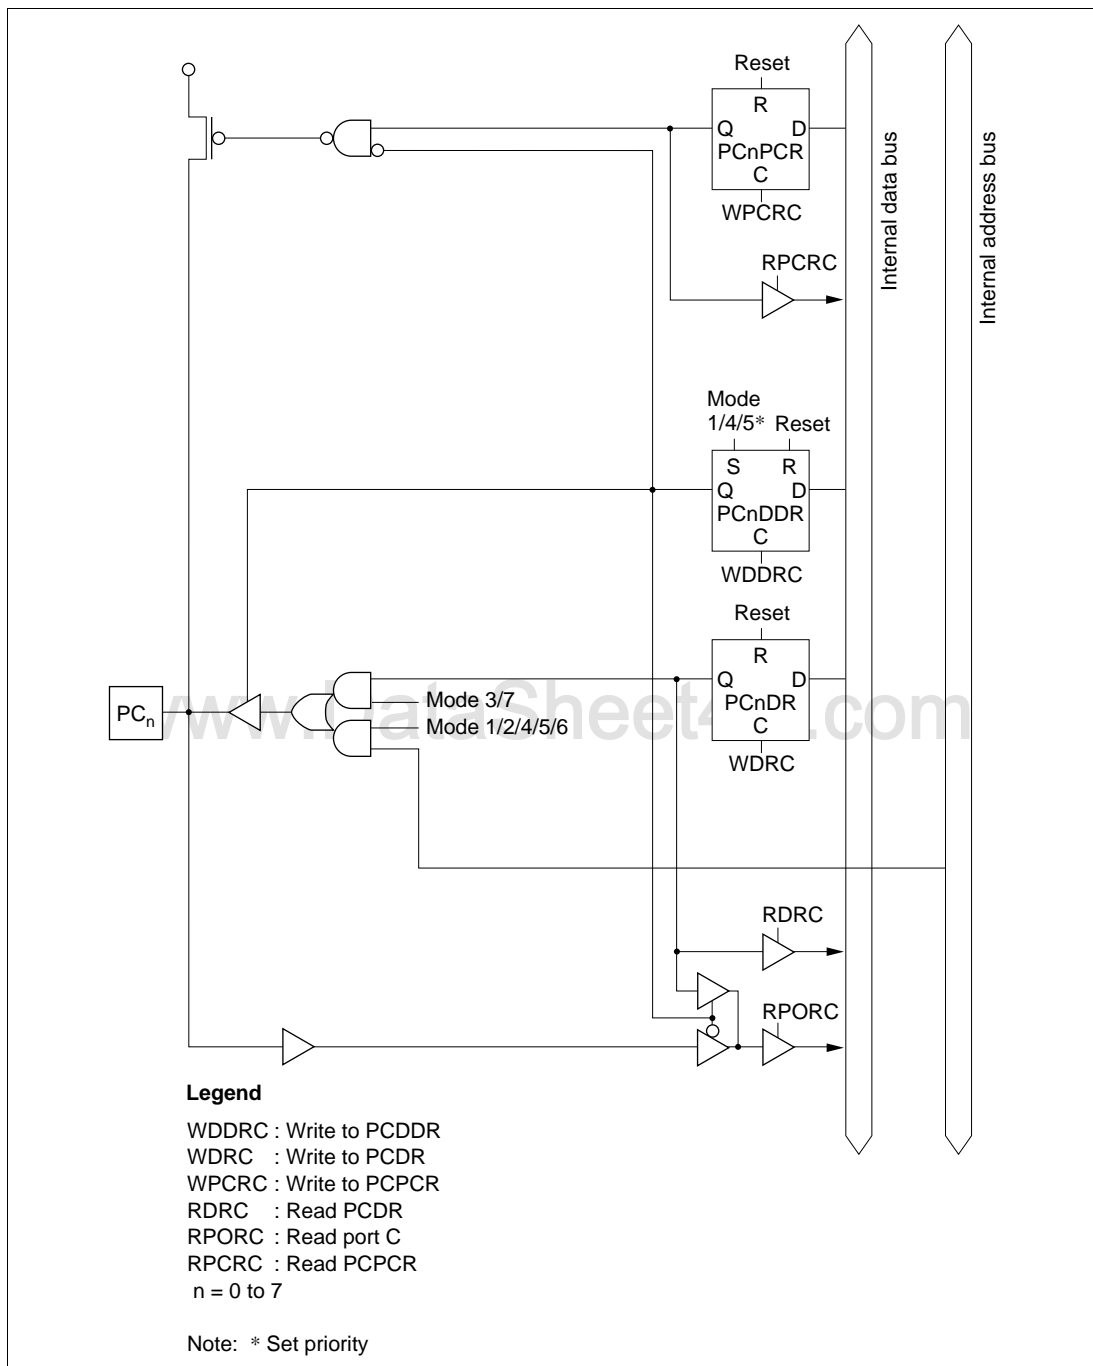 Reset
R
Q D
PCnPCR
C
WPCRC
RPCRC
Internal data bus
Internal address bus
Mode
1/4/5* Reset
S R
Q D
PCnDDR
C
WDDRC
Reset
R
Q D
PCnDR
C
WDRC
PCn
Mode 3/7
Mode 1/2/4/5/6
RDRC
RPORC
Legend
WDDRC : Write to PCDDR
WDRC : Write to PCDR
WPCRC : Write to PCPCR
RDRC : Read PCDR
RPORC : Read port C
RPCRC : Read PCPCR
n = 0 to 7
Note: * Set priority